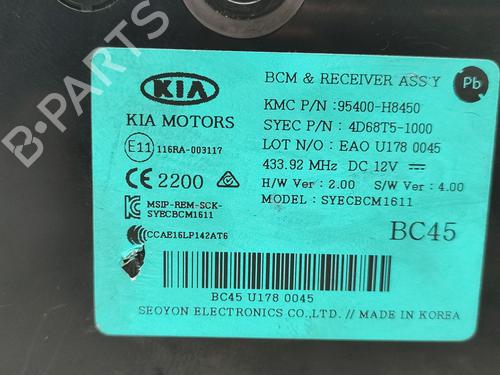 BCM & RECEIVER ASS'Y
Pb
KIA
KMC P/N : 95400-H8450
KIA MOTORS
SYEC P/N : 4D68T5-1000
E11 116RA-003117
LOT N/O : EAO U178 0045
433.92 MHz DC 12V
CE 2200
H/W Ver : 2.00 S/W Ver : 4.00
MODEL : SYECBCM1611
MSIP-REM-SCK-
SYECBCM1611
CCAE16LP142AT6
BC45
BC45 U178 0045
SEOYON ELECTRONICS CO.,LTD. // MADE IN KOREA
B-PARTS